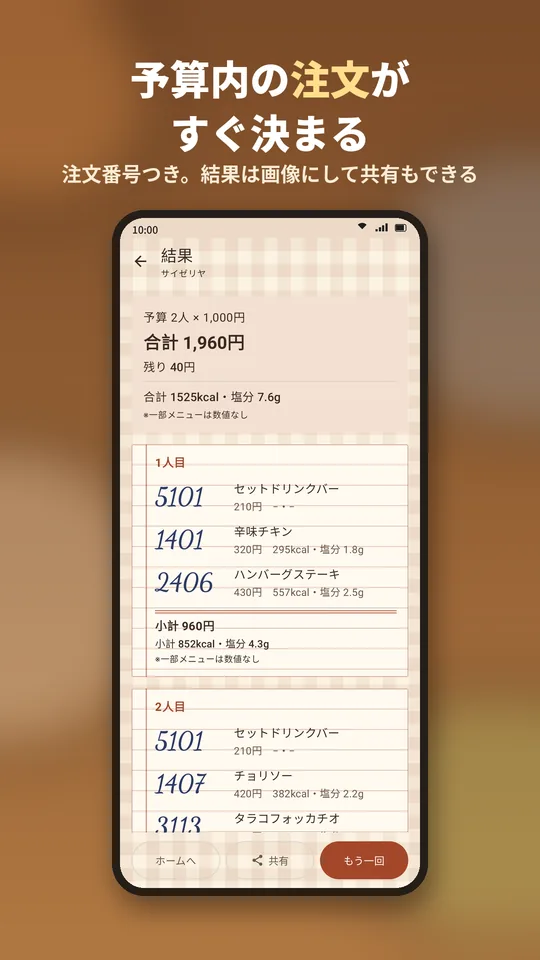 予算内の注文が
すぐ決まる
注文番号つき。結果は画像にして共有もできる
10:00
結果
サイゼリヤ
予算 2人 × 1,000円
合計 1,960円
残り 40円
合計 1525kcal・塩分 7.6g
※一部メニューは数値なし
1人目
5101 セットドリンクバー
210円 －・－
1401 辛味チキン
320円 295kcal・塩分 1.8g
2406 ハンバーグステーキ
430円 557kcal・塩分 2.5g
小計 960円
小計 852kcal・塩分 4.3g
※一部メニューは数値なし
2人目
5101 セットドリンクバー
210円 －・－
1407 チョリソー
420円 382kcal・塩分 2.2g
3113 タラコフォッカチオ
ホームへ 共有 もう一回